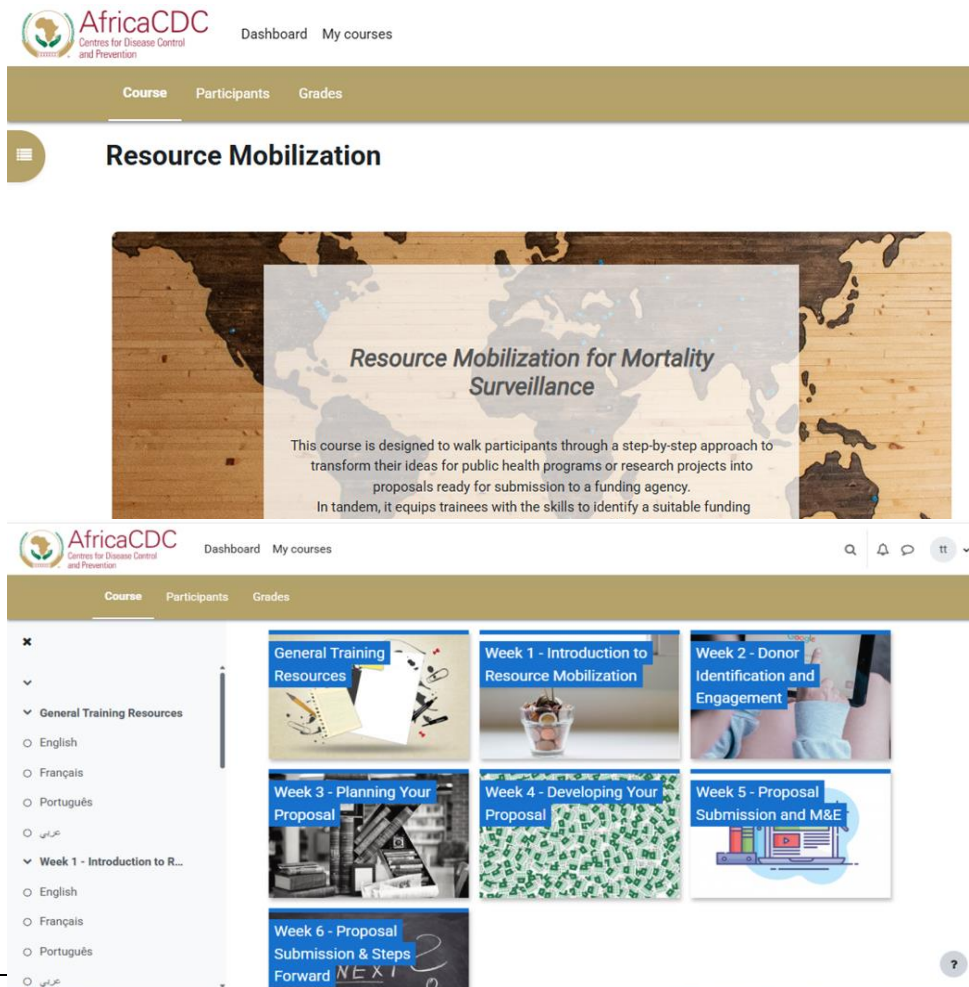 AfricaCDC
Centres for Disease Control
and Prevention
Dashboard My courses
Course Participants Grades
Resource Mobilization
Resource Mobilization for Mortality
Surveillance
This course is designed to walk participants through a step-by-step approach to
transform their ideas for public health programs or research projects into
proposals ready for submission to a funding agency.
In tandem, it equips trainees with the skills to identify a suitable funding
AfricaCDC
Centres for Disease Control
and Prevention
Dashboard My courses
tt
Course Participants Grades
General Training Resources
English
Français
Português
عربي
Week 1 - Introduction to R...
English
Français
Português
عربي
General Training
Resources
Week 1 - Introduction to
Resource Mobilization
Week 2 - Donor
Identification and
Engagement
Google
Week 3 - Planning Your
Proposal
Week 4 - Developing Your
Proposal
Week 5 - Proposal
Submission and M&E
Week 6 - Proposal
Submission & Steps
Forward
NEXT
?
?